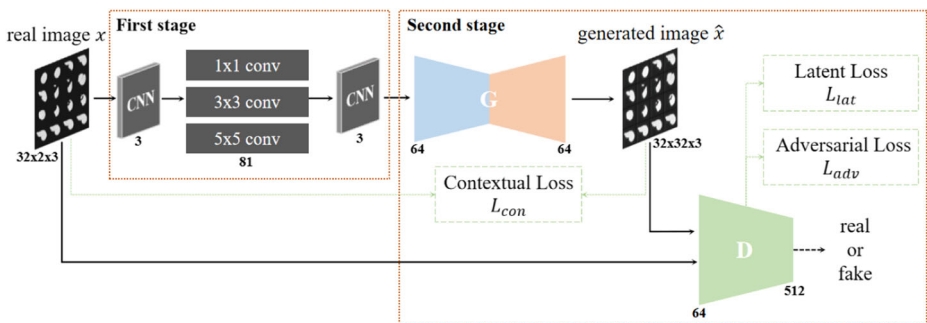 real image x
First stage
Second stage
generated image x̂
CNN
1x1 conv
3x3 conv
5x5 conv
CNN
G
Latent Loss
L_lat
32x2x3
3
81
3
64
64
32x32x3
Adversarial Loss
L_adv
Contextual Loss
L_con
D
real
or
fake
64
512